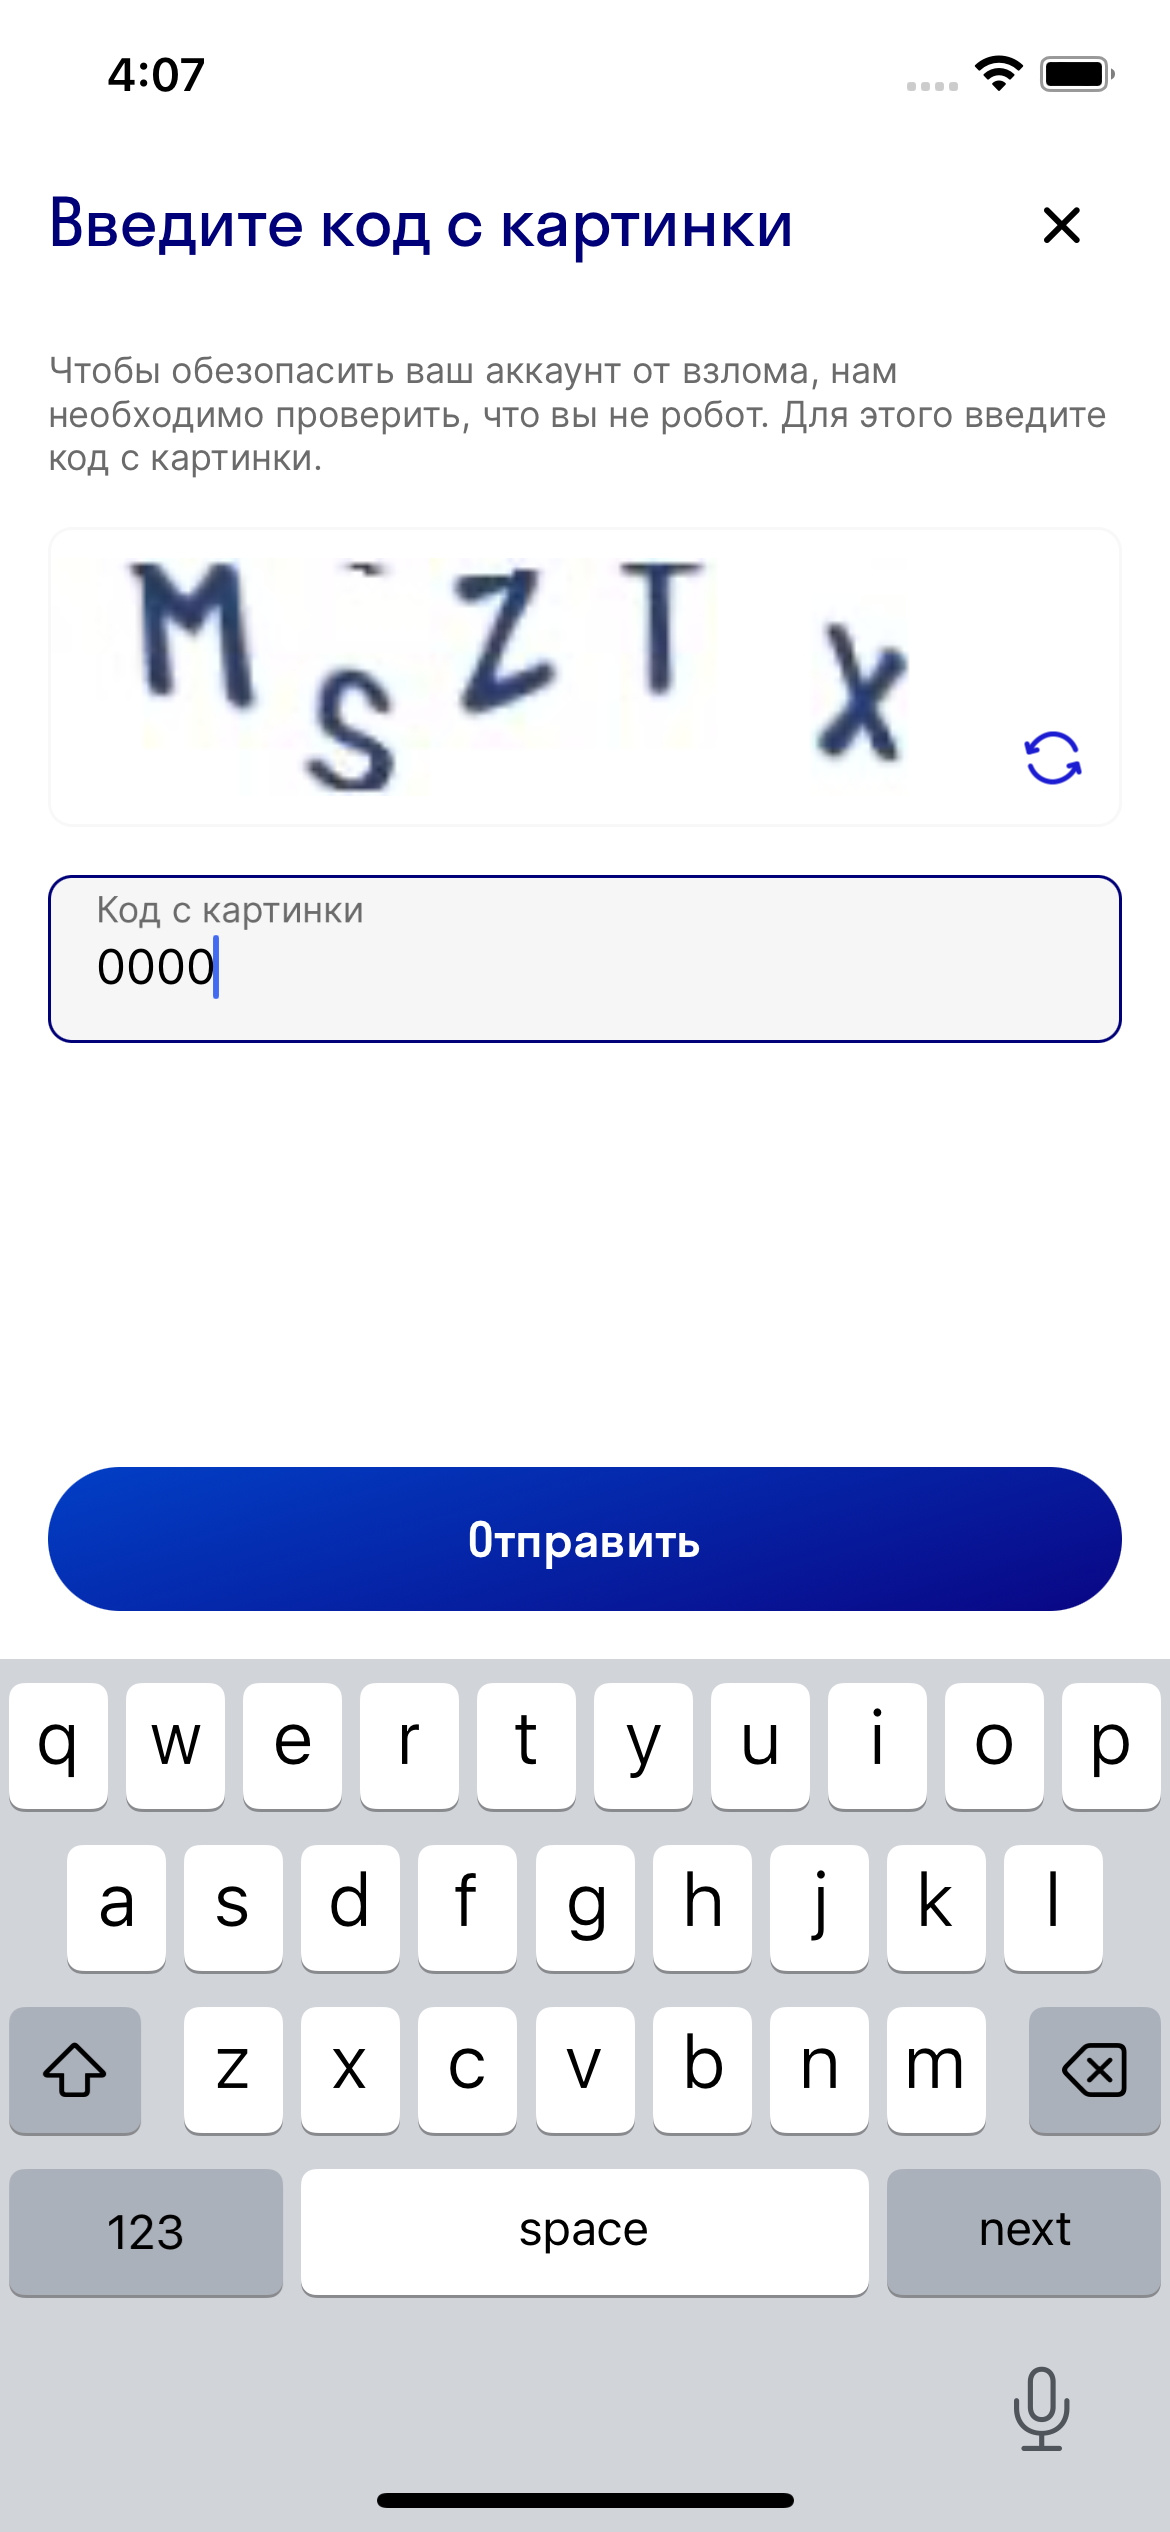 4:07
Введите код с картинки
Чтобы обезопасить ваш аккаунт от взлома, нам
необходимо проверить, что вы не робот. Для этого введите
код с картинки.
M S Z T X
Код с картинки
0000
Отправить
q w e r t y u i o p
a s d f g h j k l
z x c v b n m
123 space next